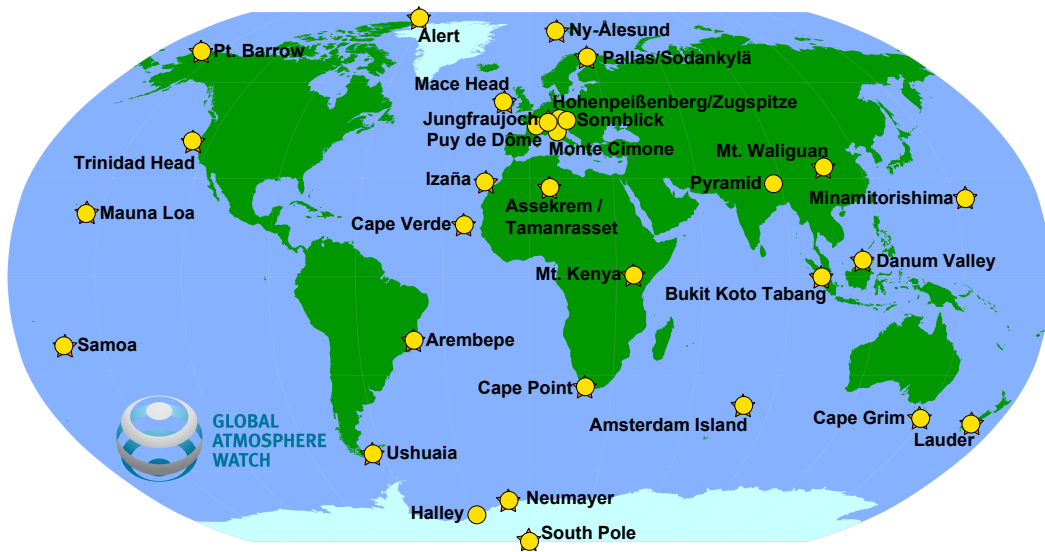 Alert
Ny-Ålesund
Pt. Barrow
Pallas/Sodankylä
Mace Head
Hohenpeißenberg/Zugspitze
Jungfraujoch
Sonnblick
Puy de Dôme
Monte Cimone
Trinidad Head
Mt. Waliguan
Izaña
Pyramid
Minamitorishima
Mauna Loa
Assekrem /
Tamanrasset
Cape Verde
Mt. Kenya
Danum Valley
Bukit Koto Tabang
Samoa
Arembepe
Cape Point
Amsterdam Island
Cape Grim
Lauder
GLOBAL
ATMOSPHERE
WATCH
Ushuaia
Neumayer
Halley
South Pole